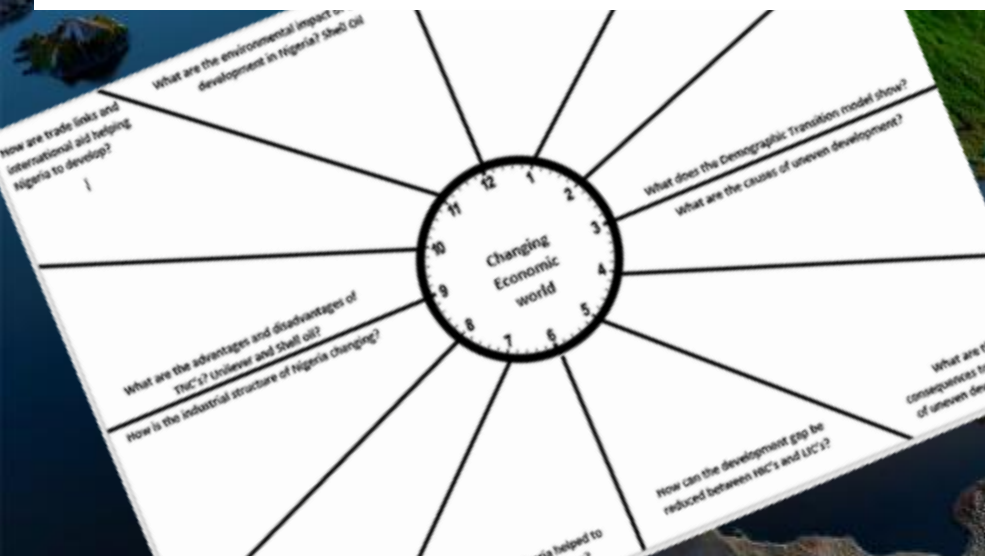 What are the environmental impact
development in Nigeria? Shell Oil
How are trade links and
international aid helping
Nigeria to develop?
What does the Demographic Transition model show?
What are the causes of uneven development?
12
1
2
3
4
5
6
7
8
9
10
11
Changing
Economic
world
What are the advantages and disadvantages of
TNC's? Unilever and Shell oil?
How is the industrial structure of Nigeria changing?
What are
consequences
of uneven
How can the development gap be
reduced between HIC's and LIC's?
helped to
?